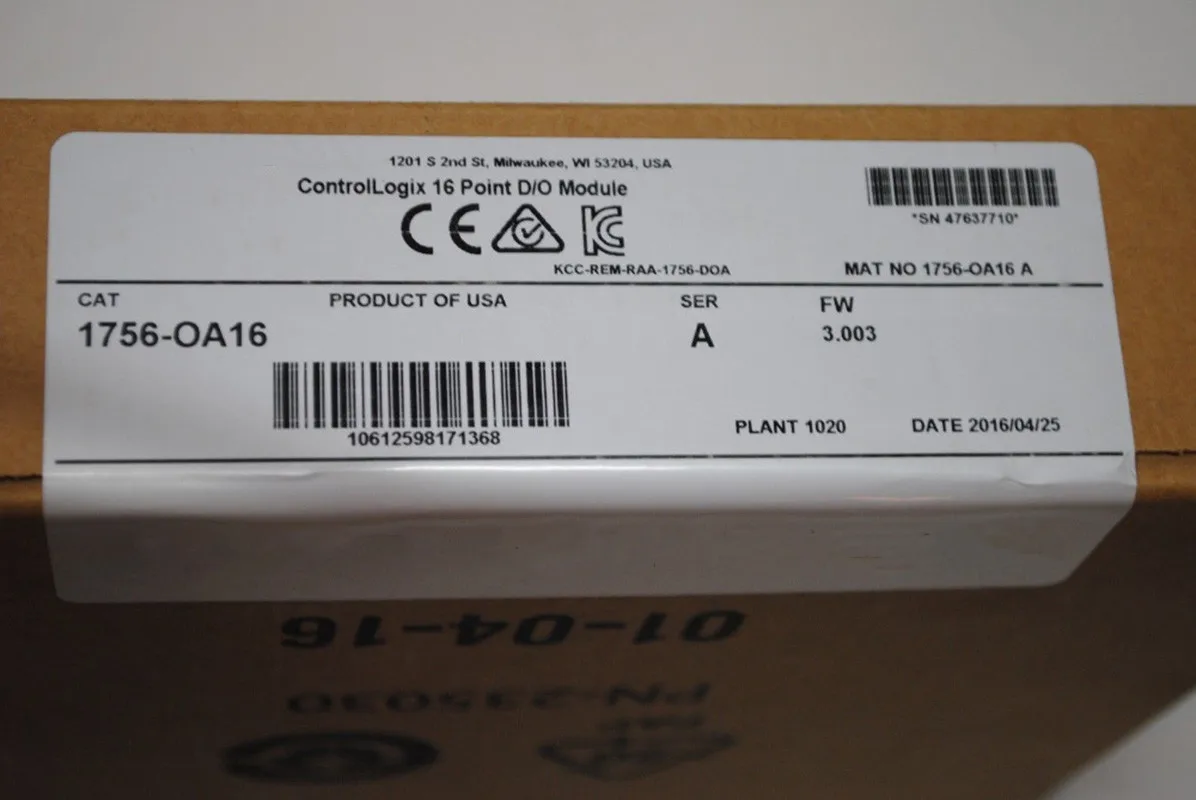 1201 S 2nd St, Milwaukee, WI 53204, USA
ControlLogix 16 Point D/O Module
*SN 47637710*
KCC-REM-RAA-1756-DOA
MAT NO 1756-OA16 A
CAT
PRODUCT OF USA
SER
FW
1756-OA16
A
3.003
10612598171368
PLANT 1020
DATE 2016/04/25
01-04-16
PN-235030